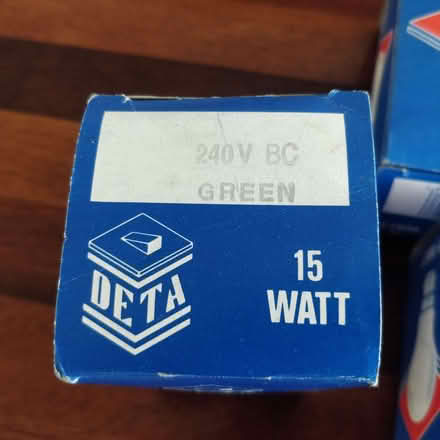 240V BC
GREEN
DETA
15
WATT